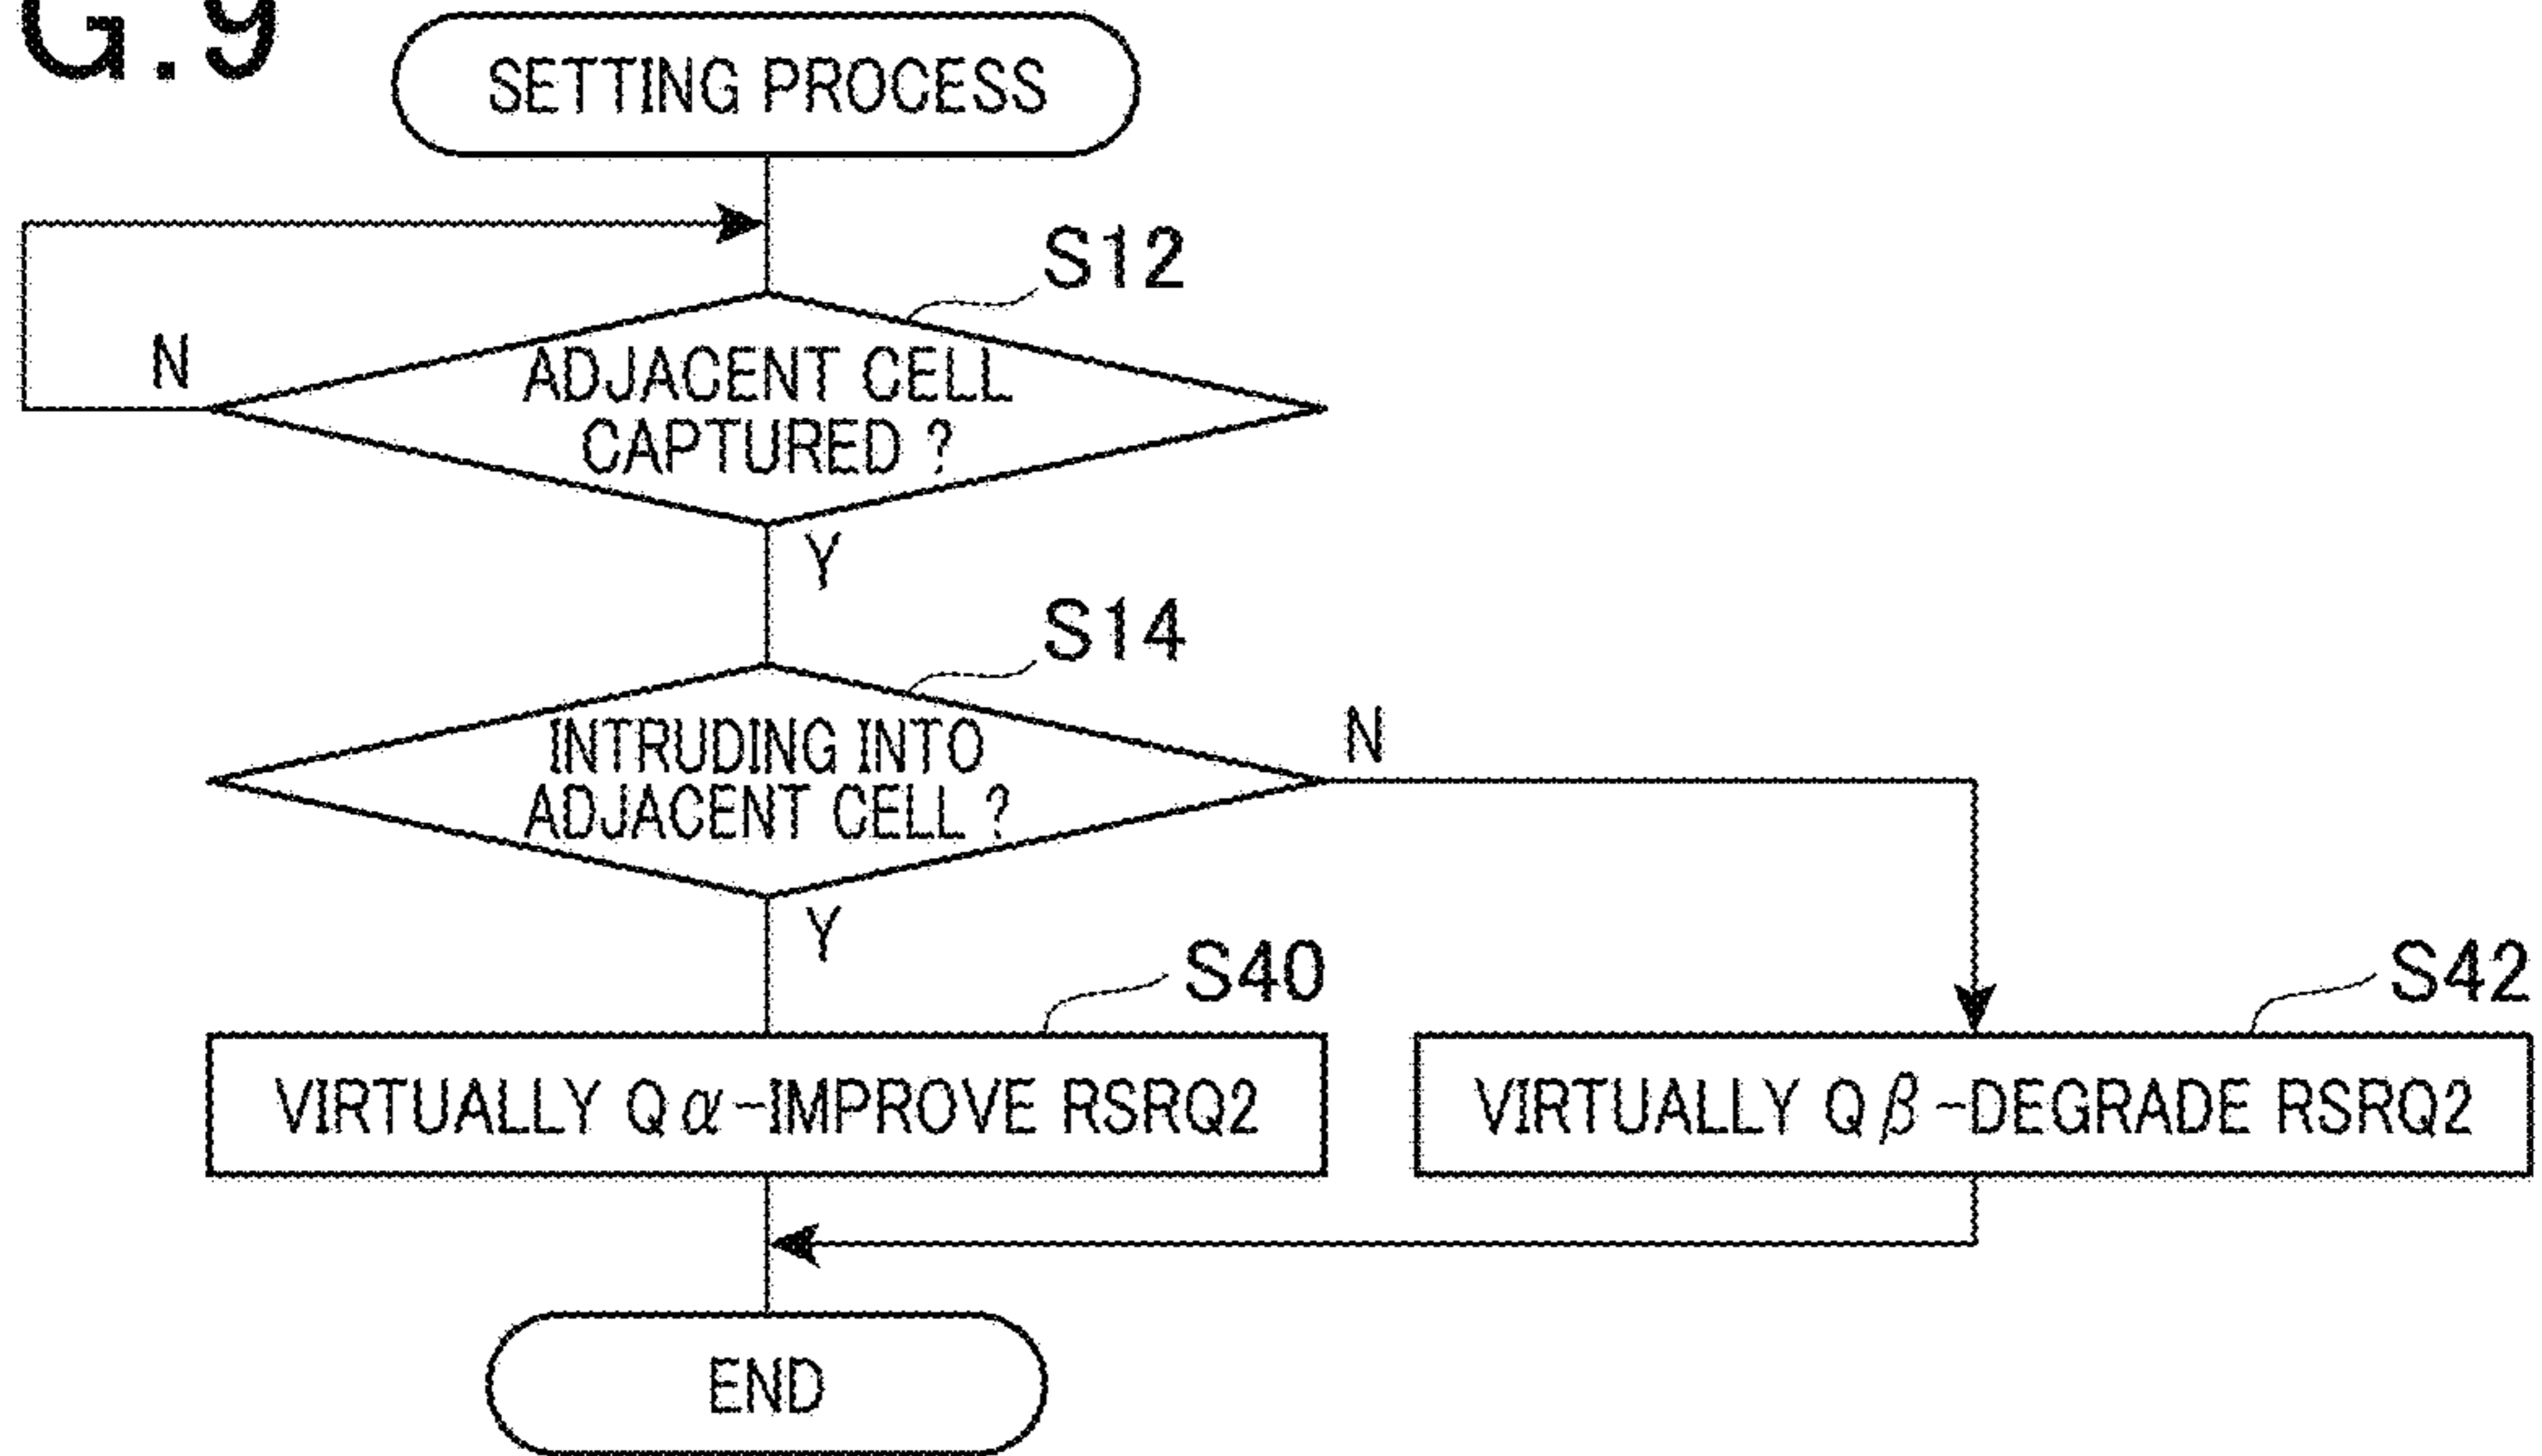 G.9
SETTING PROCESS
S12
N
ADJACENT CELL
CAPTURED ?
Y
S14
INTRUDING INTO
ADJACENT CELL ?
N
Y
S40
S42
VIRTUALLY Qα-IMPROVE RSRQ2
VIRTUALLY Qβ-DEGRADE RSRQ2
END